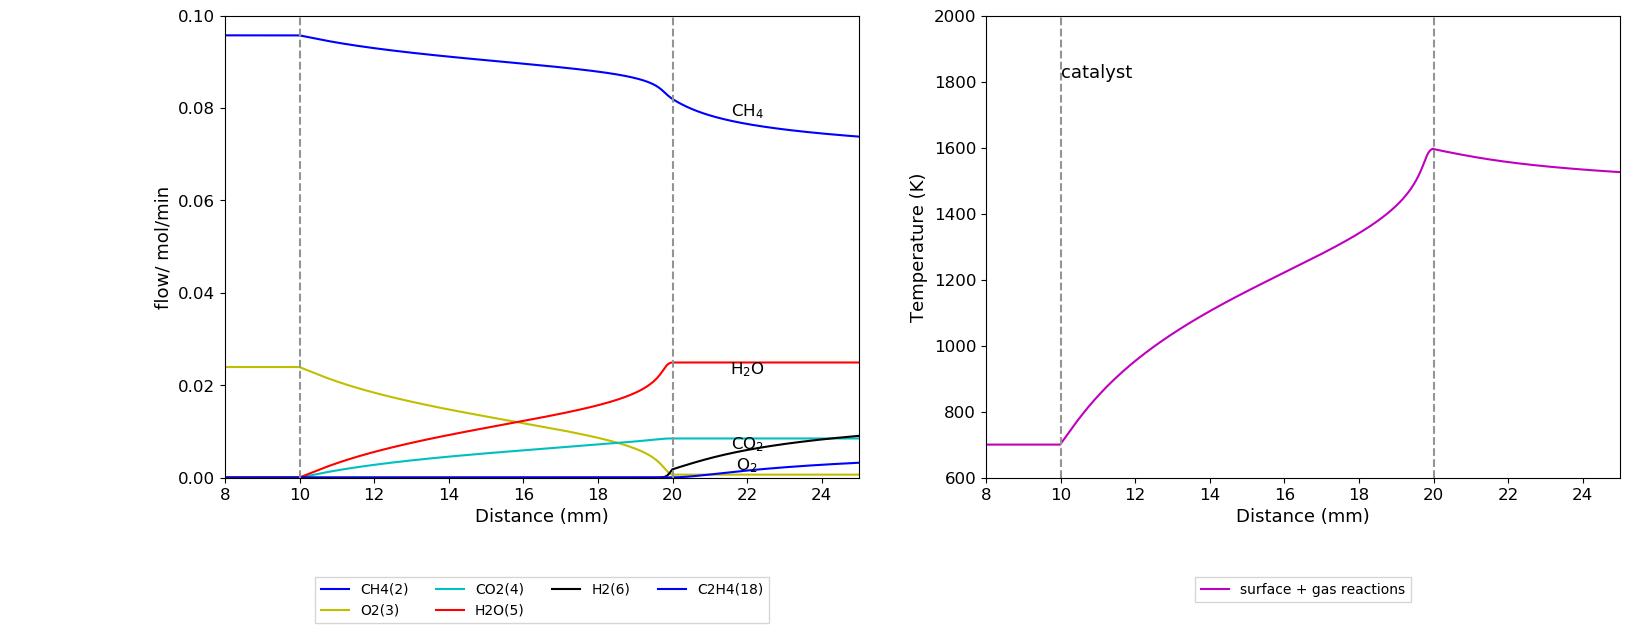 0.10
0.08
0.06
0.04
0.02
0.00
flow/ mol/min
CH₄
H₂O
CO₂
O₂
8 10 12 14 16 18 20 22 24
Distance (mm)
CH4(2) CO2(4) H2(6) C2H4(18)
O2(3) H2O(5)
2000
1800
1600
1400
1200
1000
800
600
Temperature (K)
catalyst
8 10 12 14 16 18 20 22 24
Distance (mm)
surface + gas reactions